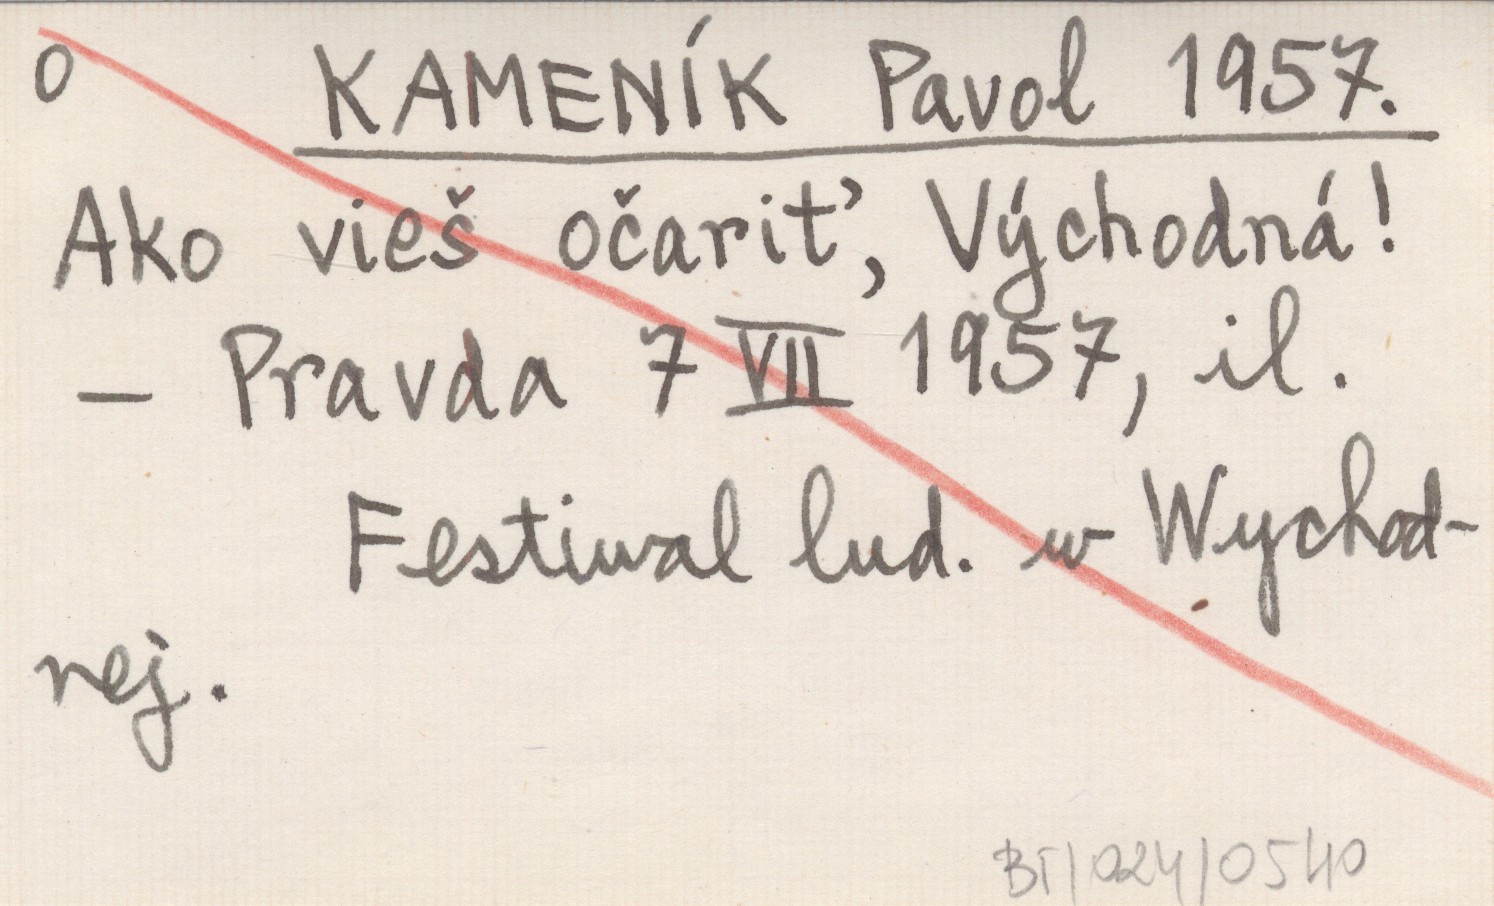 O KAMENÍK Pavol 1957.
Ako vieš očariť, Východná!
— Pravda 7 VII 1957, il.
Festiwal lud. w Wychod-
nej.
BT/024/0540